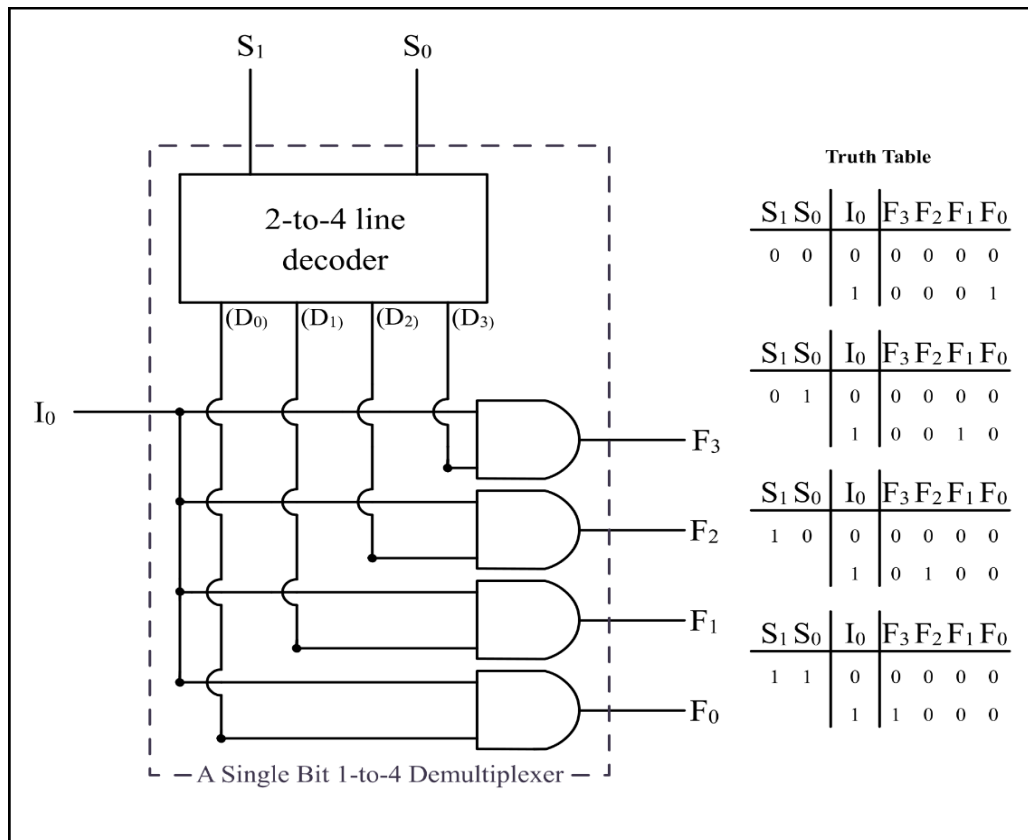 S₁ S₀
2-to-4 line
decoder
(D₀) (D₁) (D₂) (D₃)
I₀
F₃
F₂
F₁
F₀
A Single Bit 1-to-4 Demultiplexer
Truth Table
S₁ S₀ I₀ F₃ F₂ F₁ F₀
0 0 0 0 0 0 0
1 0 0 0 1
S₁ S₀ I₀ F₃ F₂ F₁ F₀
0 1 0 0 0 0 0
1 0 0 1 0
S₁ S₀ I₀ F₃ F₂ F₁ F₀
1 0 0 0 0 0 0
1 0 1 0 0
S₁ S₀ I₀ F₃ F₂ F₁ F₀
1 1 0 0 0 0 0
1 1 0 0 0